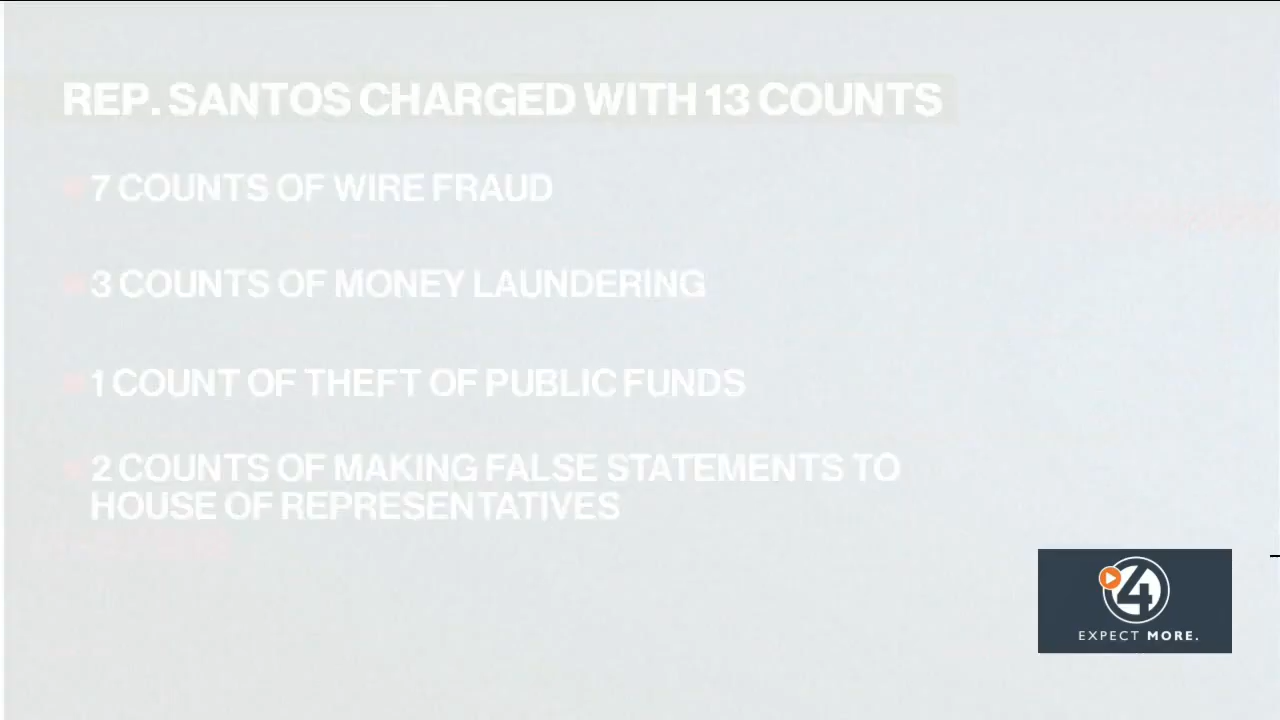 REP. SANTOS CHARGED WITH 13 COUNTS
7 COUNTS OF WIRE FRAUD
3 COUNTS OF MONEY LAUNDERING
1 COUNT OF THEFT OF PUBLIC FUNDS
2 COUNTS OF MAKING FALSE STATEMENTS TO
HOUSE OF REPRESENTATIVES
4
EXPECT MORE.